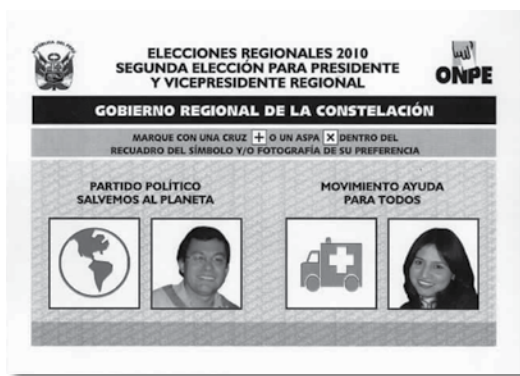 ELECCIONES REGIONALES 2010
SEGUNDA ELECCIÓN PARA PRESIDENTE
Y VICEPRESIDENTE REGIONAL
ONPE
GOBIERNO REGIONAL DE LA CONSTELACIÓN
MARQUE CON UNA CRUZ + O UN ASPA X DENTRO DEL
RECUADRO DEL SÍMBOLO Y/O FOTOGRAFÍA DE SU PREFERENCIA
PARTIDO POLÍTICO
SALVEMOS AL PLANETA
MOVIMIENTO AYUDA
PARA TODOS